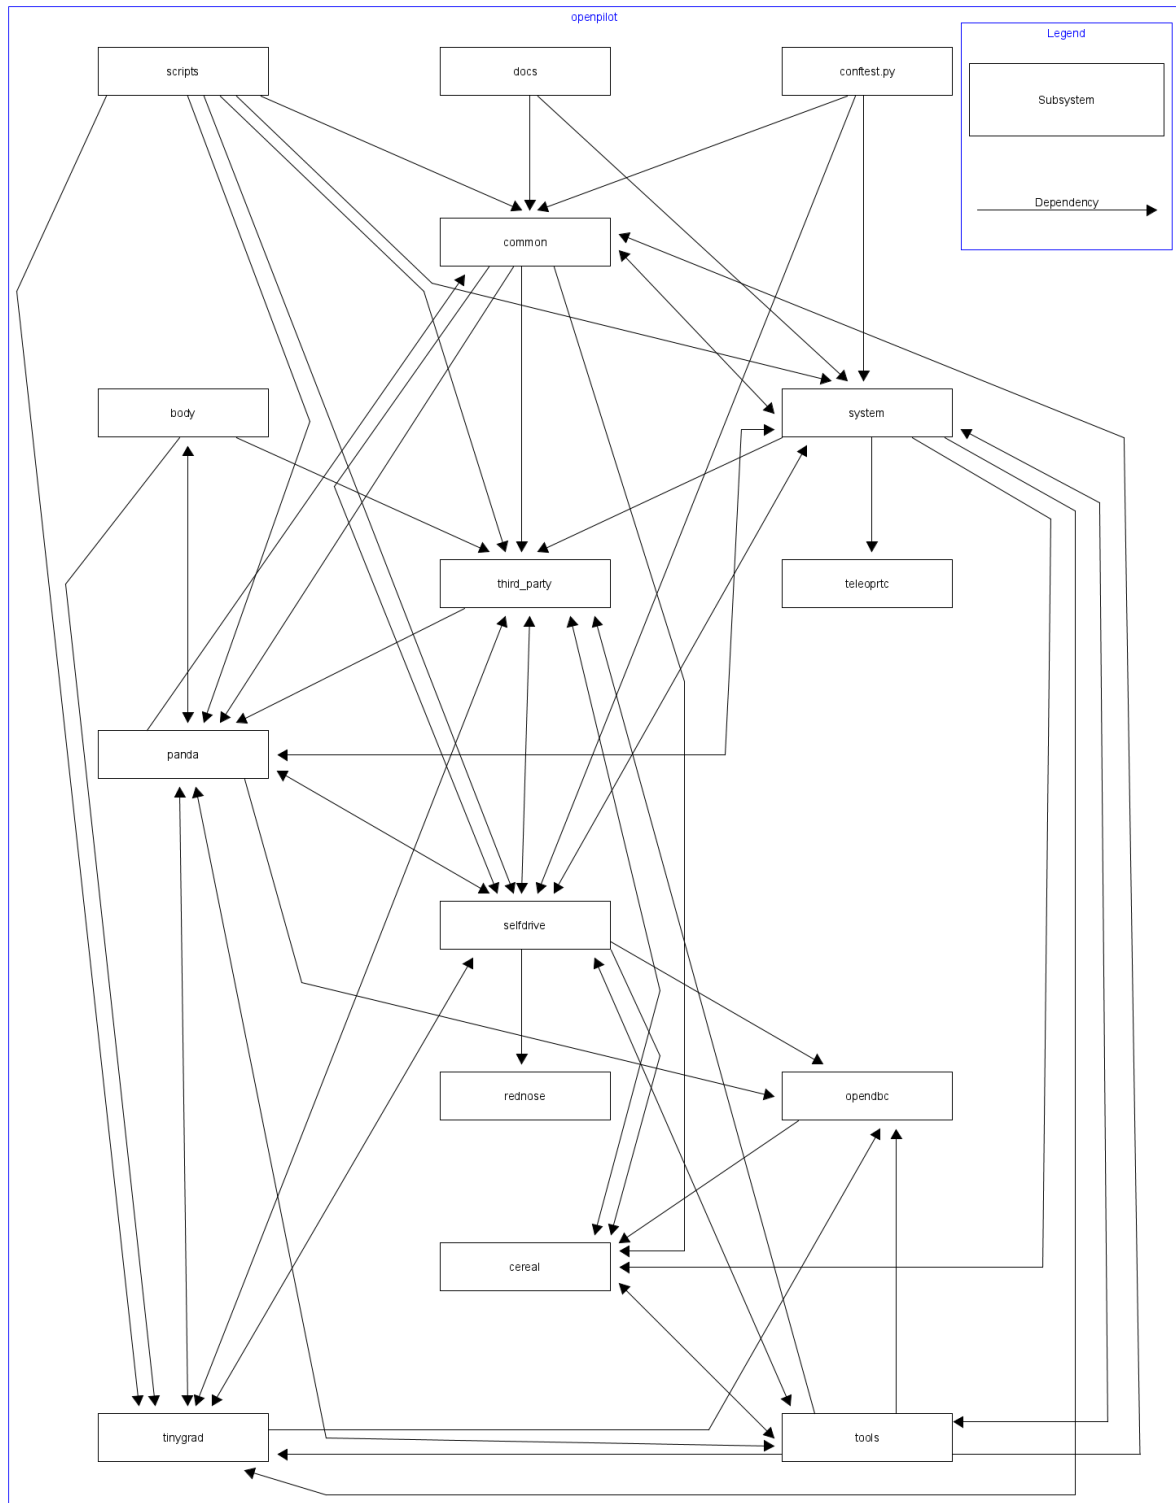 openpilot
Legend
scripts
docs
conftest.py
Subsystem
Dependency
common
body
system
third_party
teleoprtc
panda
selfdrive
rednose
opendbc
cereal
tinygrad
tools